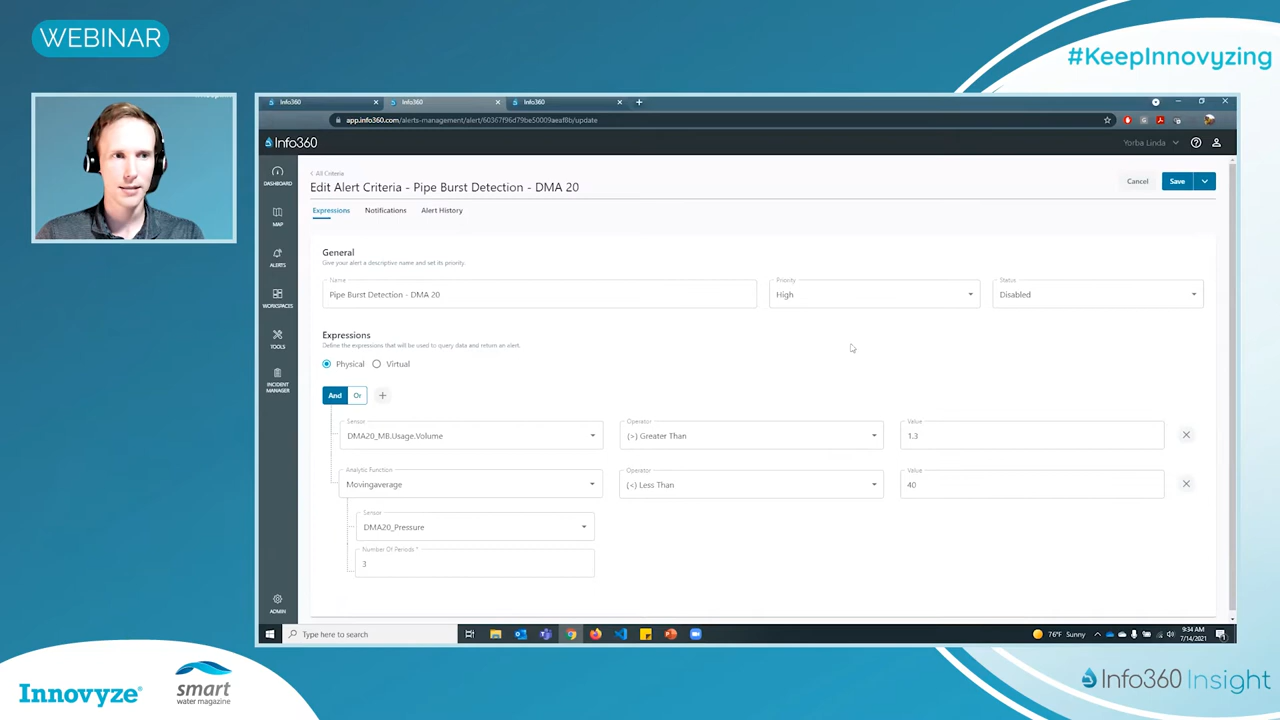 WEBINAR
#KeepInnovyzing
Info360
Info360
Info360
app.info360.com/alerts-management/alert/60367f96d79be50009aeaf8b/update
Info360
Yorba Linda
DASHBOARD
MAP
ALERTS
WORKSPACES
TOOLS
INCIDENT
MANAGER
ADMIN
All Criteria
Edit Alert Criteria - Pipe Burst Detection - DMA 20
Cancel
Save
Expressions
Notifications
Alert History
General
Give your alert a descriptive name and set its priority.
Name
Pipe Burst Detection - DMA 20
Priority
High
Status
Disabled
Expressions
Define the expressions that will be used to query data and return an alert.
Physical
Virtual
And
Or
Sensor
DMA20_MB.Usage.Volume
Operator
(>) Greater Than
Value
1.3
Analytic Function
Movingaverage
Operator
(<) Less Than
Value
40
Sensor
DMA20_Pressure
Number Of Periods *
3
Type here to search
76°F Sunny
9:34 AM
7/14/2021
Innovyze®
smart
water magazine
Info360 Insight